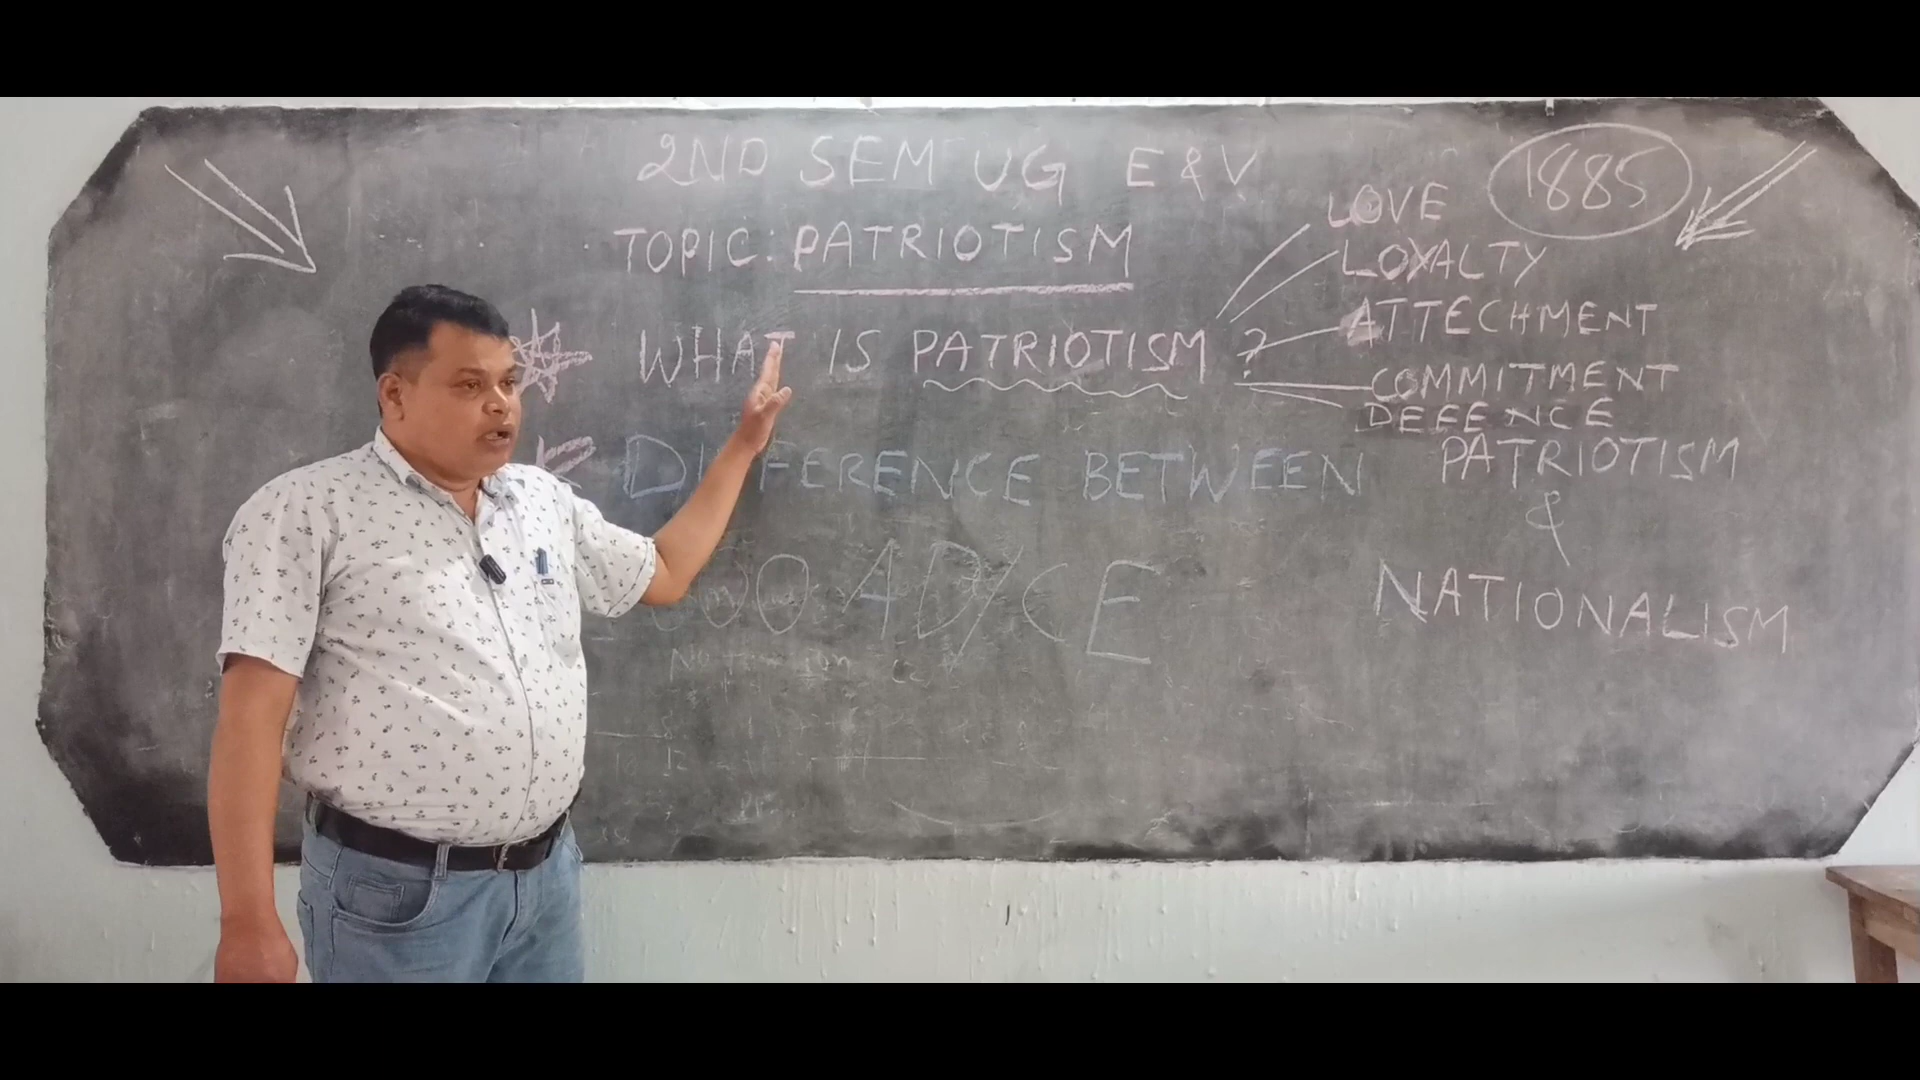 2ND SEM UG E & V
1885
TOPIC: PATRIOTISM
WHAT IS PATRIOTISM ?
LOVE
LOYALTY
ATTECHMENT
COMMITMENT
DEFENCE
DIFFERENCE BETWEEN PATRIOTISM
&
NATIONALISM